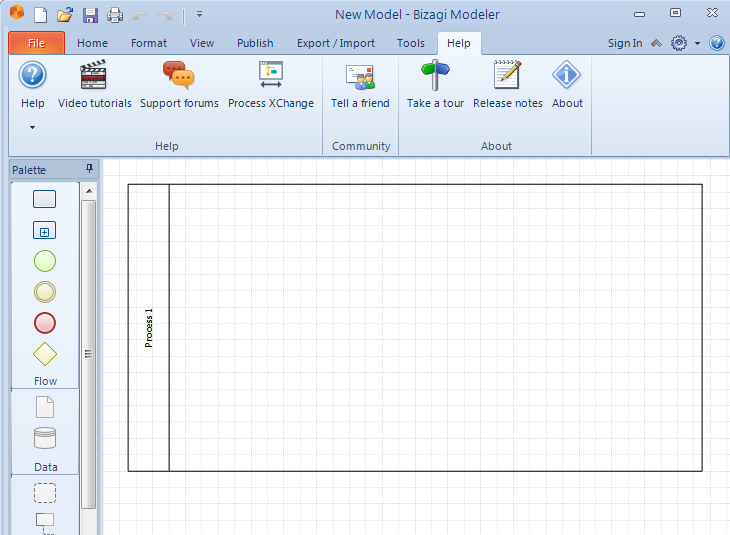 New Model - Bizagi Modeler
File Home Format View Publish Export / Import Tools Help Sign In
Help Video tutorials Support forums Process XChange Tell a friend Take a tour Release notes About
Help Community About
Palette
Process 1
Flow
Data